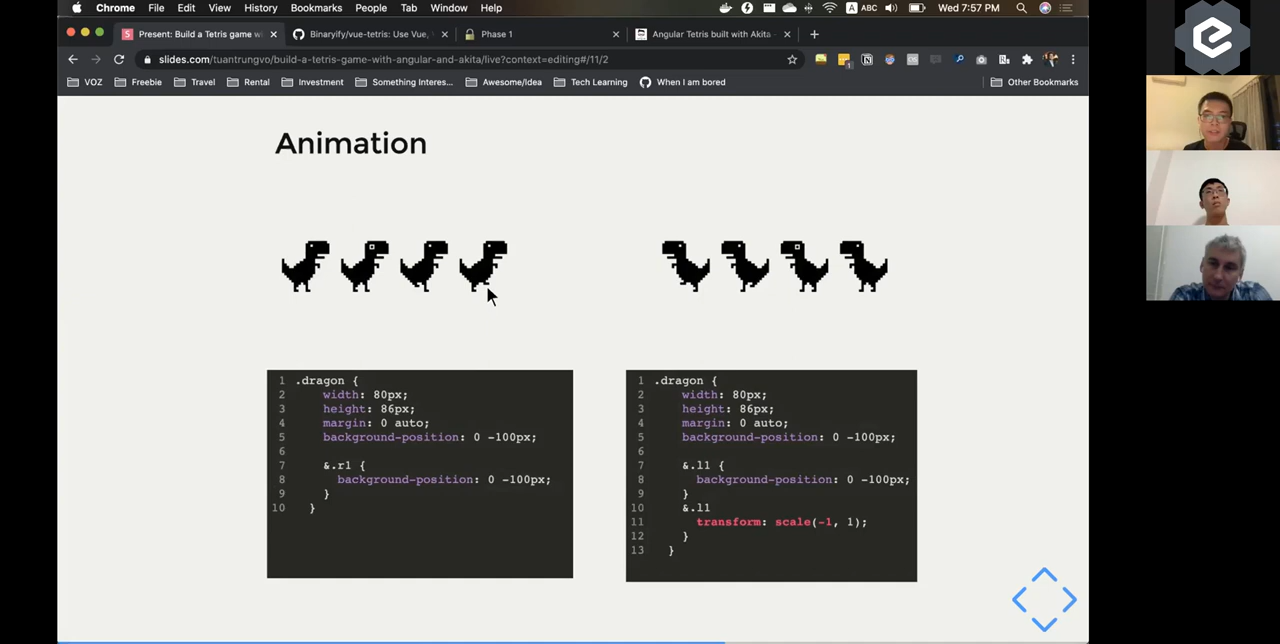 Chrome File Edit View History Bookmarks People Tab Window Help
A ABC Wed 7:57 PM
Present: Build a Tetris game wi
Binaryify/vue-tetris: Use Vue,
Phase 1
Angular Tetris built with Akita
slides.com/tuantrungvo/build-a-tetris-game-with-angular-and-akita/live?context=editing#/11/2
VOZ Freebie Travel Rental Investment Something Interes... Awesome/Idea Tech Learning When I am bored Other Bookmarks
Animation
1 .dragon {
2 width: 80px;
3 height: 86px;
4 margin: 0 auto;
5 background-position: 0 -100px;
6
7 &.r1 {
8 background-position: 0 -100px;
9 }
10 }
1 .dragon {
2 width: 80px;
3 height: 86px;
4 margin: 0 auto;
5 background-position: 0 -100px;
6
7 &.l1 {
8 background-position: 0 -100px;
9 }
10 &.l1
11 transform: scale(-1, 1);
12 }
13 }